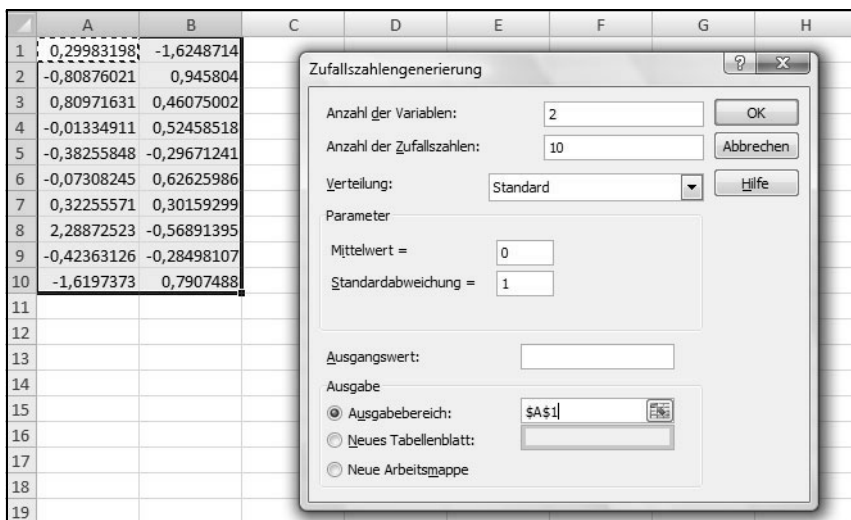 A B C D E F G H
1 0,29983198 -1,6248714
2 -0,80876021 0,945804
3 0,80971631 0,46075002
4 -0,01334911 0,52458518
5 -0,38255848 -0,29671241
6 -0,07308245 0,62625986
7 0,32255571 0,30159299
8 2,28872523 -0,56891395
9 -0,42363126 -0,28498107
10 -1,6197373 0,7907488
11
12
13
14
15
16
17
18
19
Zufallszahlengenerierung ? X
Anzahl der Variablen: 2 OK
Anzahl der Zufallszahlen: 10 Abbrechen
Verteilung: Standard Hilfe
Parameter
Mittelwert = 0
Standardabweichung = 1
Ausgangswert:
Ausgabe
Ausgabebereich: $A$1
Neues Tabellenblatt:
Neue Arbeitsmappe